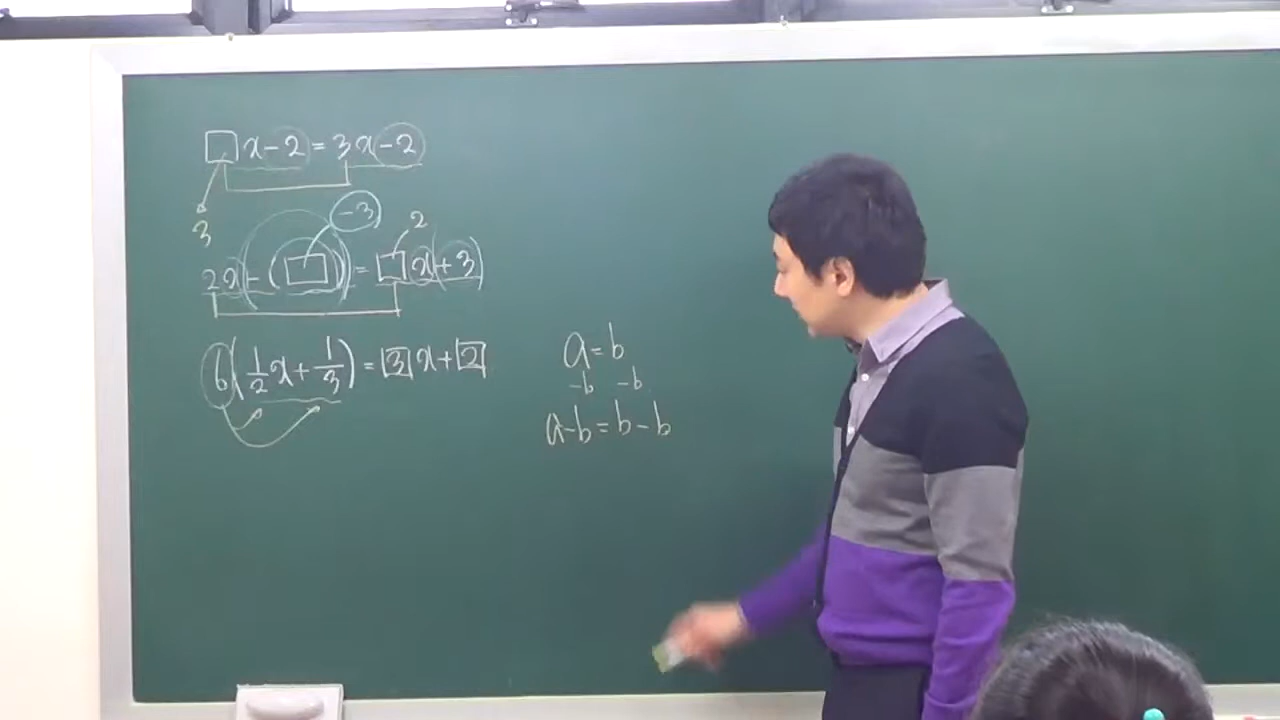 □x-2=3x-2
3
-3 2
2x-(□)=□x+3
6(1/2x+1/3)=3x+2
a=b
-b -b
a-b=b-b